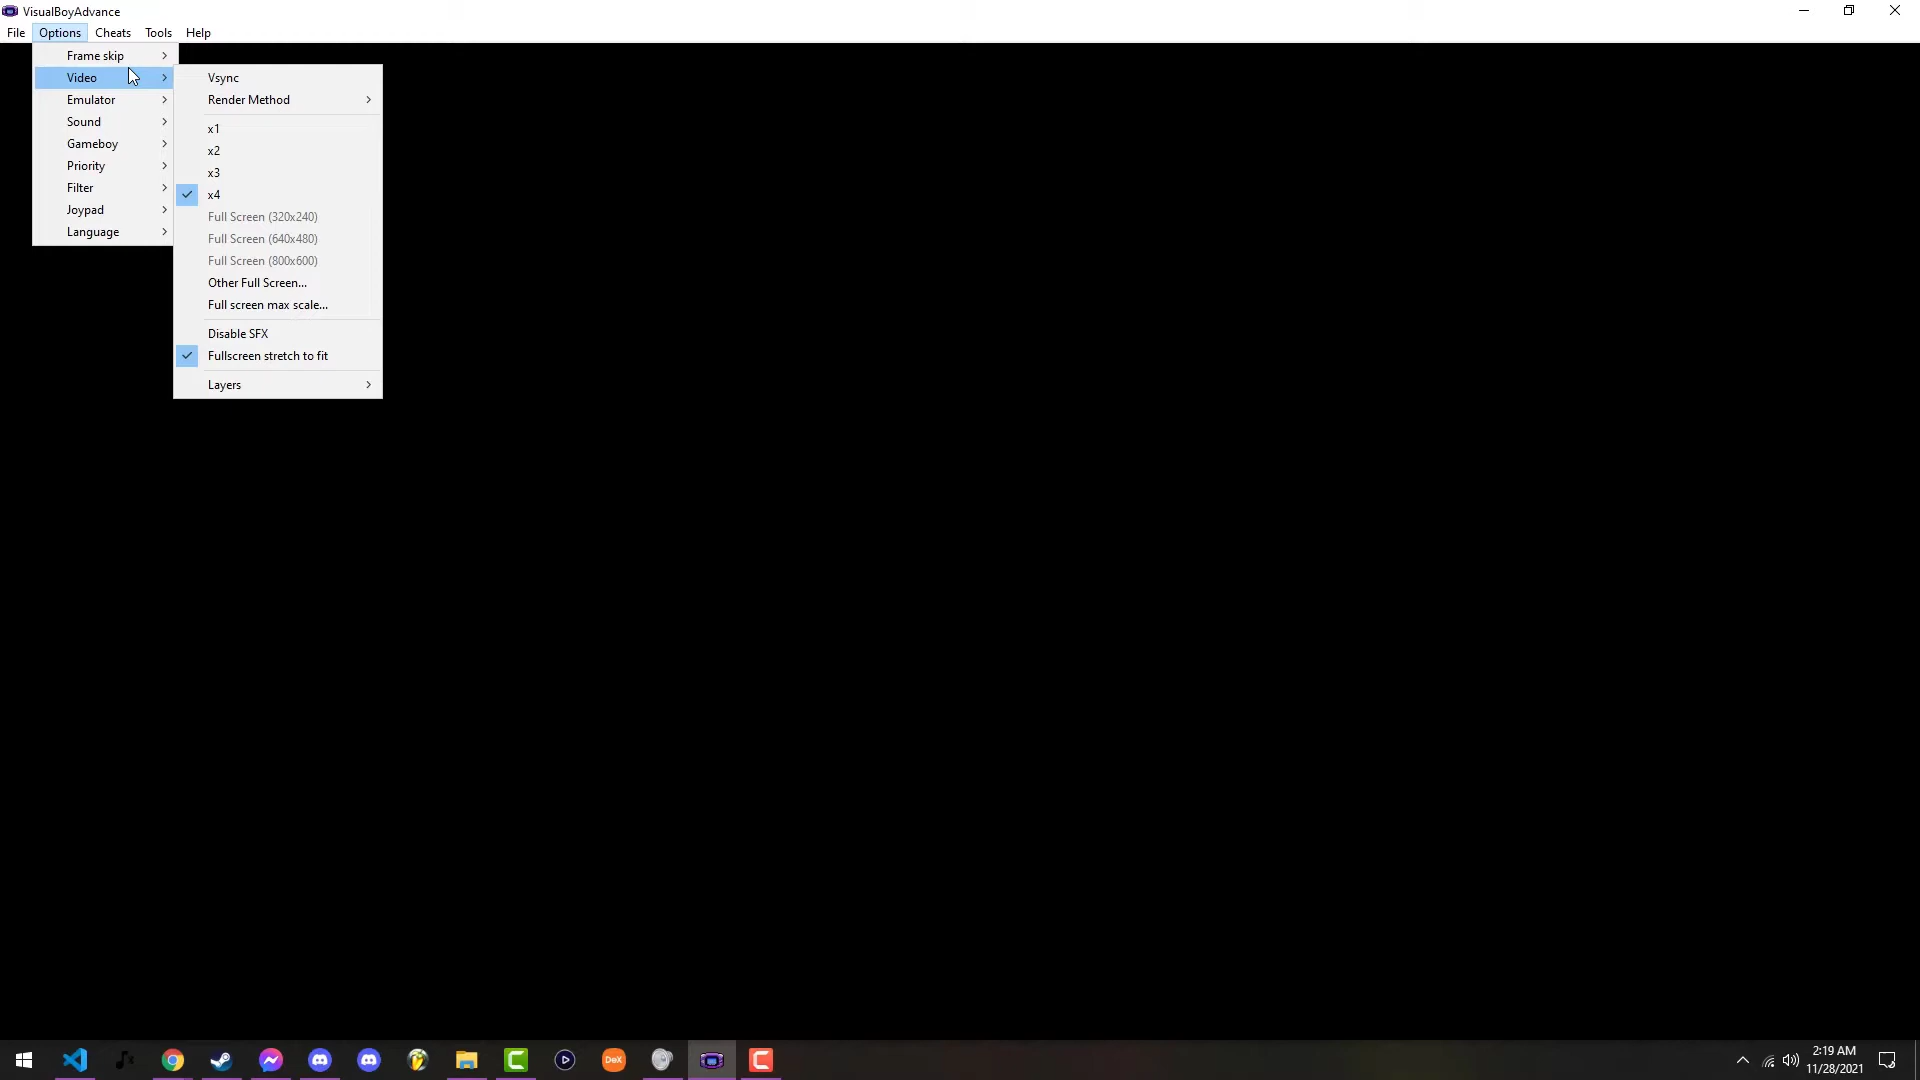 VisualBoyAdvance
File Options Cheats Tools Help
Frame skip
Video
Emulator
Sound
Gameboy
Priority
Filter
Joypad
Language
Vsync
Render Method
x1
x2
x3
x4
Full Screen (320x240)
Full Screen (640x480)
Full Screen (800x600)
Other Full Screen...
Full screen max scale...
Disable SFX
Fullscreen stretch to fit
Layers
DeX
2:19 AM
11/28/2021